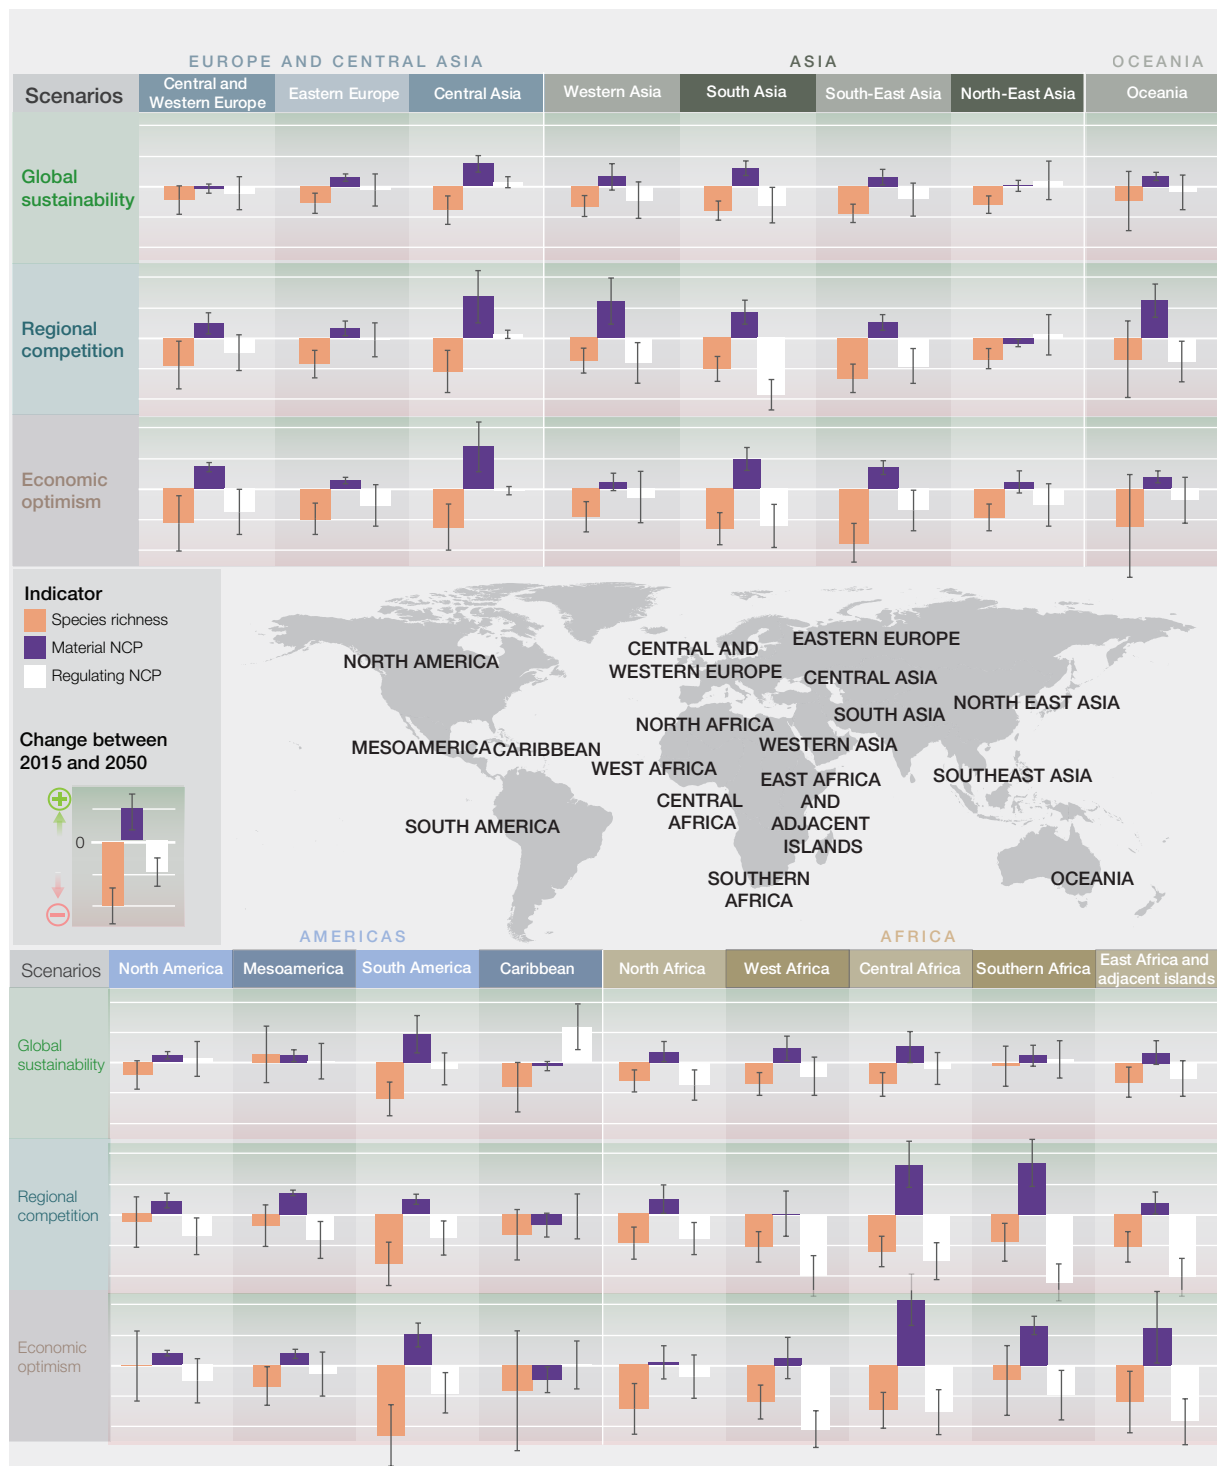 EUROPE AND CENTRAL ASIA
ASIA
OCEANIA
Scenarios
Central and
Western Europe
Eastern Europe
Central Asia
Western Asia
South Asia
South-East Asia
North-East Asia
Oceania
Global
sustainability
Regional
competition
Economic
optimism
Indicator
Species richness
Material NCP
Regulating NCP
Change between
2015 and 2050
0
NORTH AMERICA
CENTRAL AND
WESTERN EUROPE
EASTERN EUROPE
CENTRAL ASIA
NORTH EAST ASIA
SOUTH ASIA
NORTH AFRICA
WESTERN ASIA
MESOAMERICA
CARIBBEAN
WEST AFRICA
SOUTHEAST ASIA
EAST AFRICA
AND
ADJACENT
ISLANDS
CENTRAL
AFRICA
SOUTH AMERICA
SOUTHERN
AFRICA
OCEANIA
AMERICAS
AFRICA
Scenarios
North America
Mesoamerica
South America
Caribbean
North Africa
West Africa
Central Africa
Southern Africa
East Africa and
adjacent islands
Global
sustainability
Regional
competition
Economic
optimism